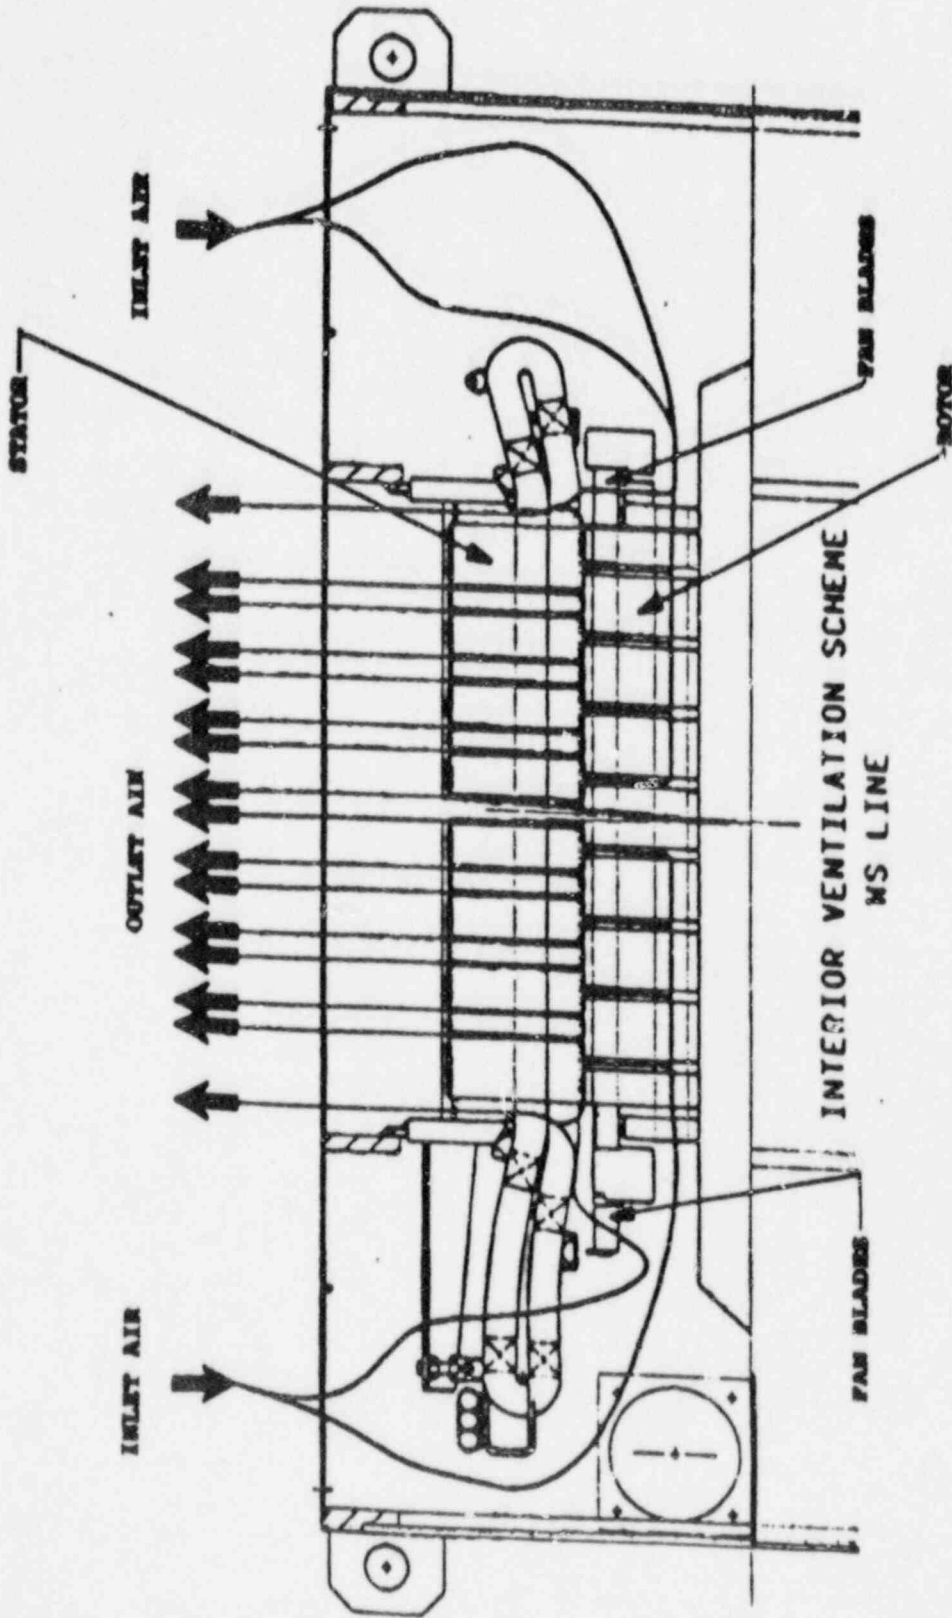 STATOR
INLET AIR
OUTLET AIR
INLET AIR
FAN BLADES
ROTOR
FAN BLADES
INTERIOR VENTILATION SCHEME
WS LINE